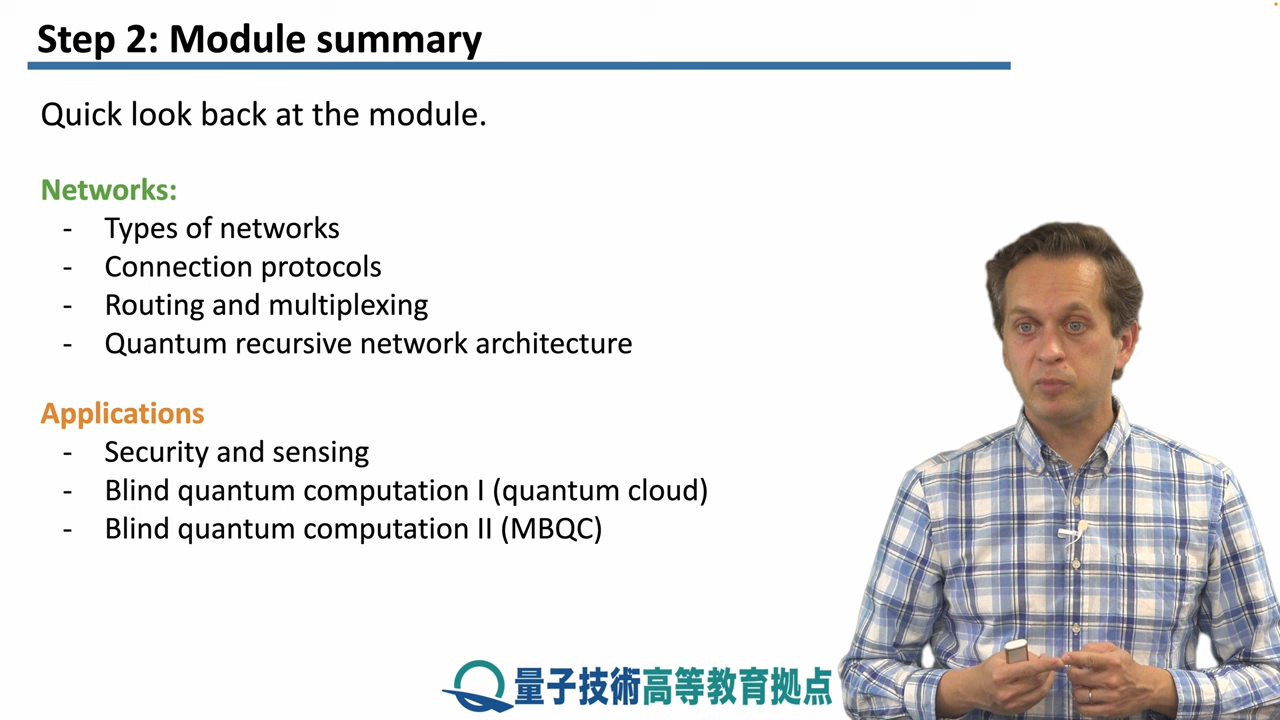 Step 2: Module summary
Quick look back at the module.
Networks:
- Types of networks
- Connection protocols
- Routing and multiplexing
- Quantum recursive network architecture
Applications
- Security and sensing
- Blind quantum computation I (quantum cloud)
- Blind quantum computation II (MBQC)
量子技術高等教育拠点